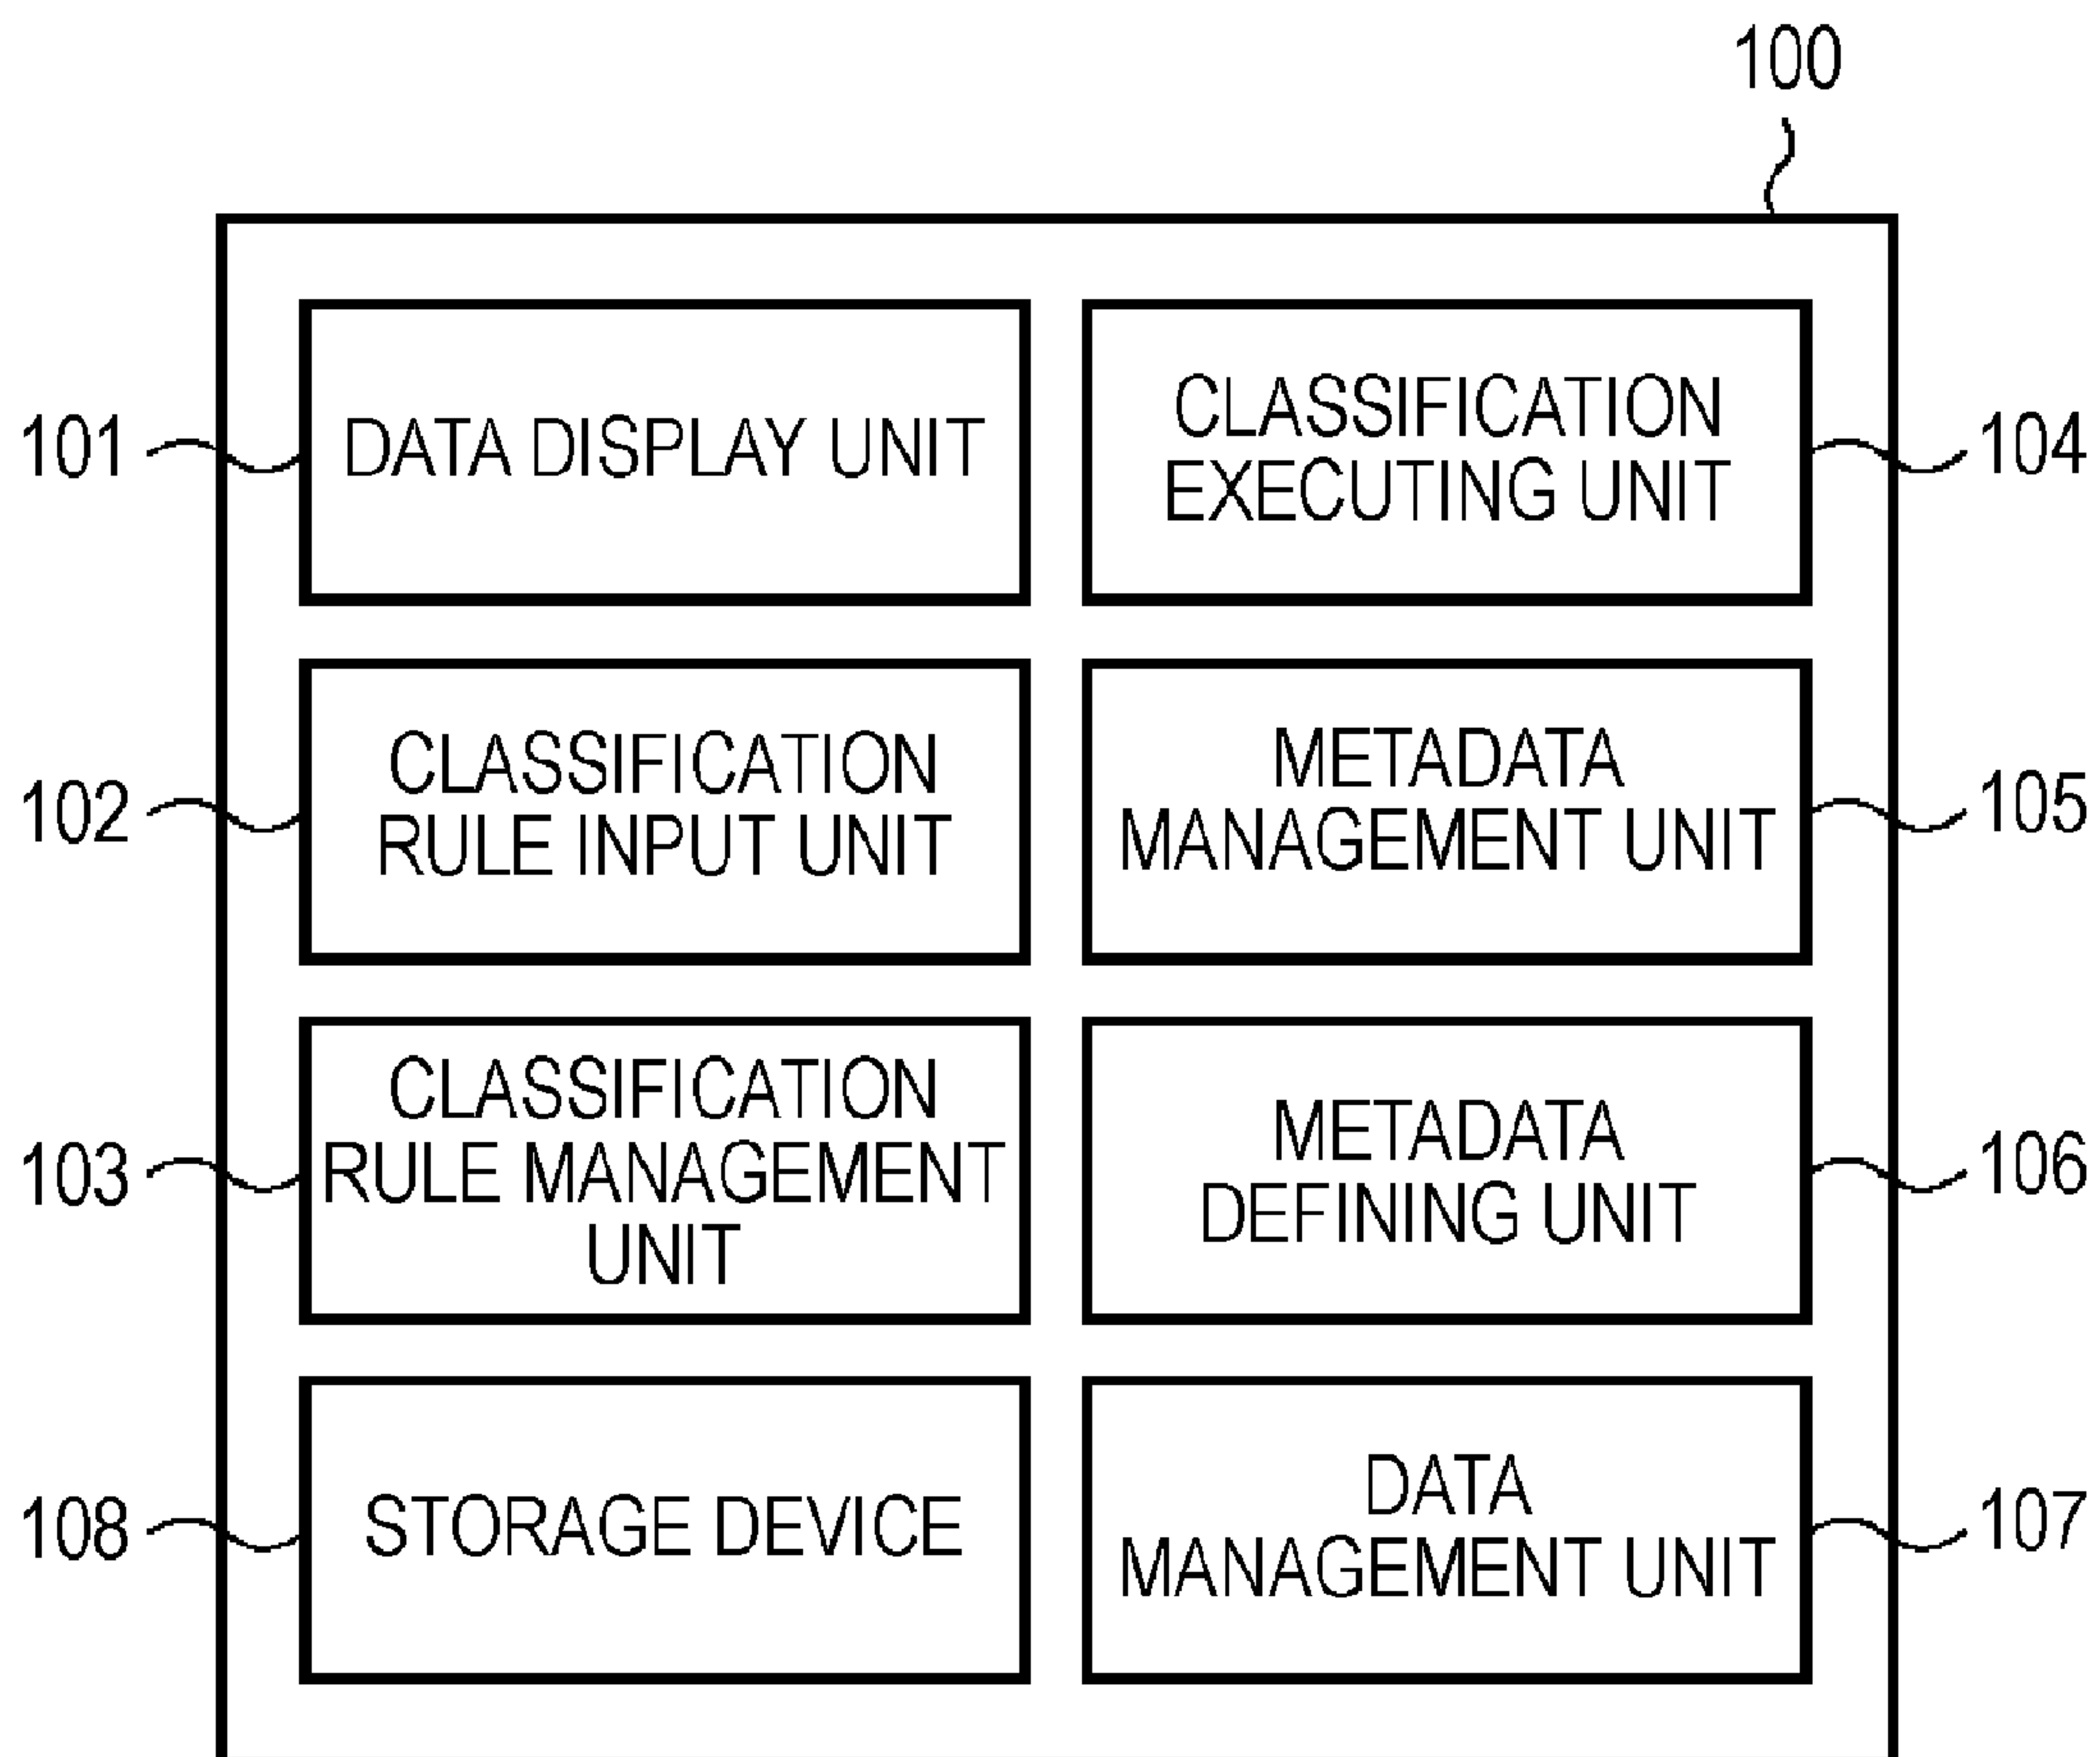 100
101
DATA DISPLAY UNIT
CLASSIFICATION
EXECUTING UNIT
104
102
CLASSIFICATION
RULE INPUT UNIT
METADATA
MANAGEMENT UNIT
105
103
CLASSIFICATION
RULE MANAGEMENT
UNIT
METADATA
DEFINING UNIT
106
108
STORAGE DEVICE
DATA
MANAGEMENT UNIT
107